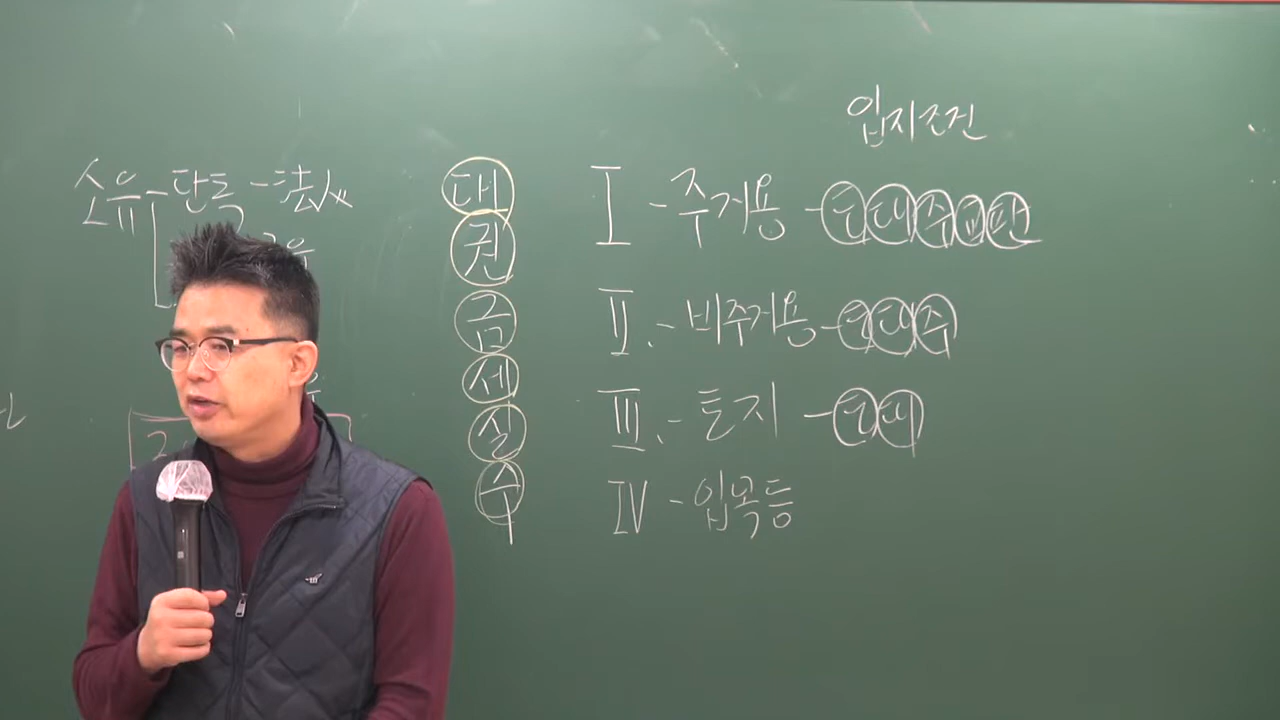 입지조건
소유-단독-法人
대
권
금
세
실
수
Ⅰ-주거용-도대주교판
Ⅱ.-비주거용-도대주
Ⅲ.-토지-도대
Ⅳ-입목등
2